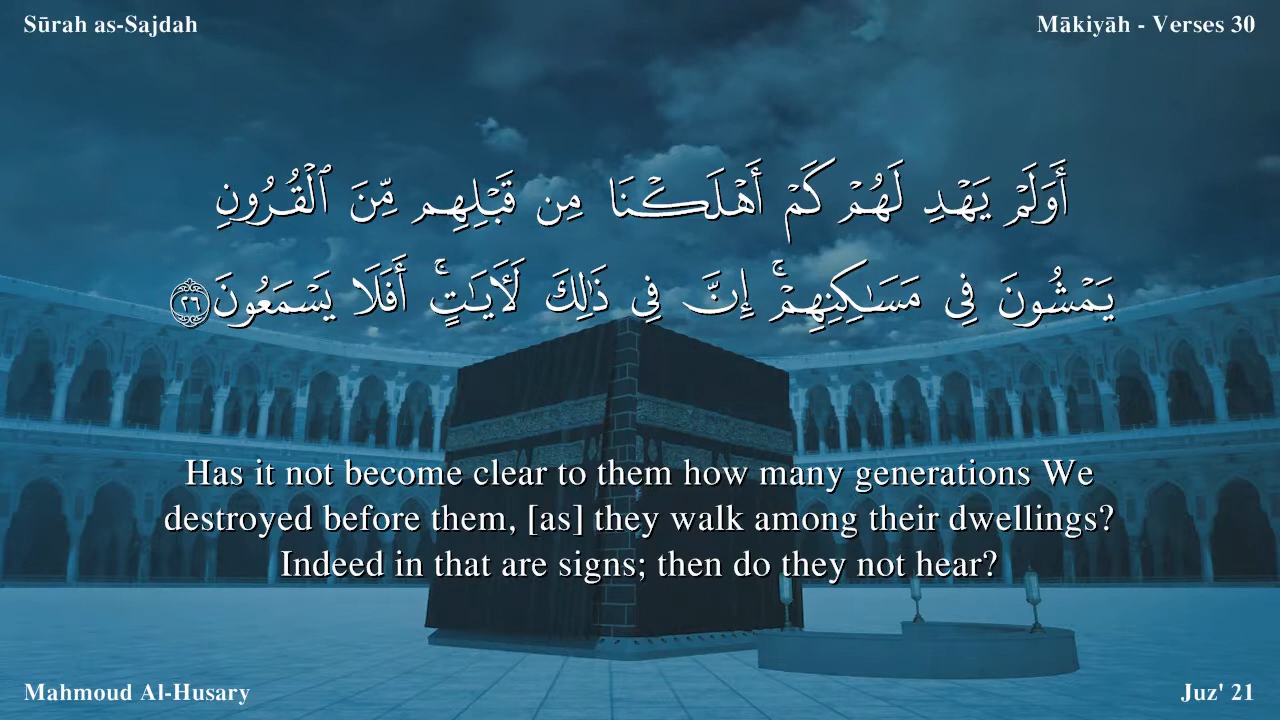 Sūrah as-Sajdah
Mākiyāh - Verses 30
أَوَلَمْ يَهْدِ لَهُمْ كَمْ أَهْلَكْنَا مِن قَبْلِهِم مِّنَ ٱلْقُرُونِ
يَمْشُونَ فِى مَسَـٰكِنِهِمْ ۚ إِنَّ فِى ذَٰلِكَ لَـَٔايَـٰتٍ ۚ أَفَلَا يَسْمَعُونَ ٢٦
Has it not become clear to them how many generations We
destroyed before them, [as] they walk among their dwellings?
Indeed in that are signs; then do they not hear?
Mahmoud Al-Husary
Juz' 21